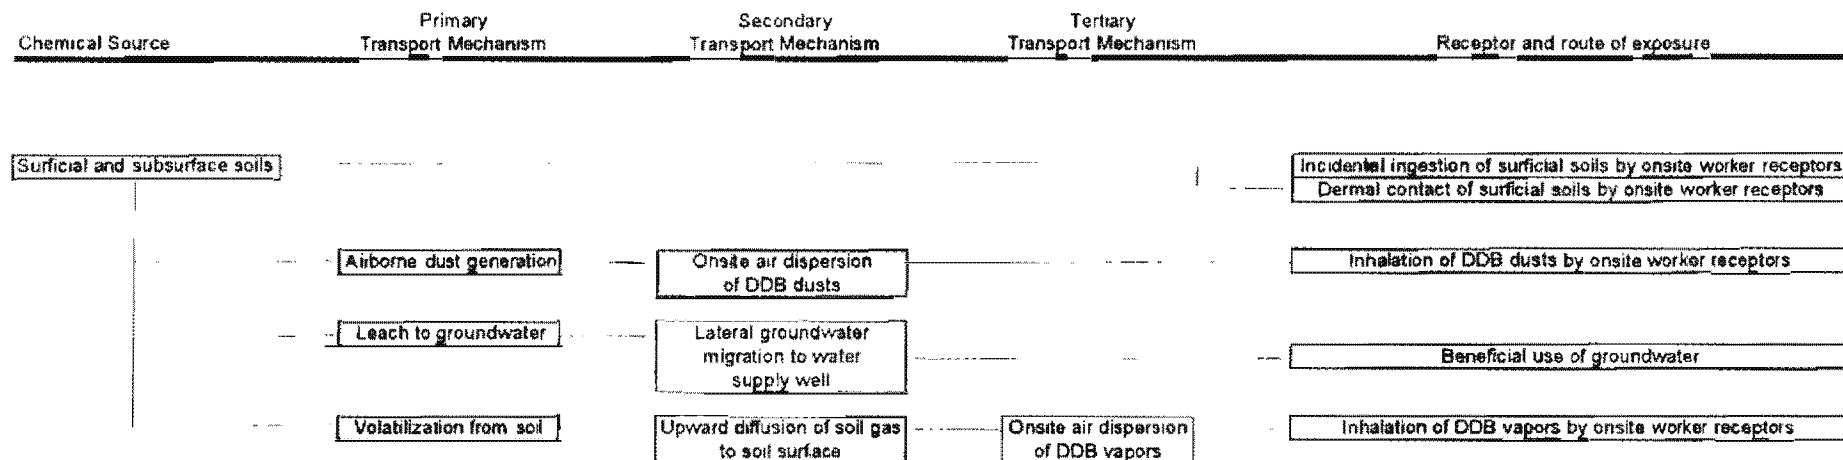 Chemical Source
Primary
Transport Mechanism
Secondary
Transport Mechanism
Tertiary
Transport Mechanism
Receptor and route of exposure
Surficial and subsurface soils
Incidental ingestion of surficial soils by onsite worker receptors
Dermal contact of surficial soils by onsite worker receptors
Airborne dust generation
Onsite air dispersion
of DDB dusts
Inhalation of DDB dusts by onsite worker receptors
Leach to groundwater
Lateral groundwater
migration to water
supply well
Beneficial use of groundwater
Volatilization from soil
Upward diffusion of soil gas
to soil surface
Onsite air dispersion
of DDB vapors
Inhalation of DDB vapors by onsite worker receptors